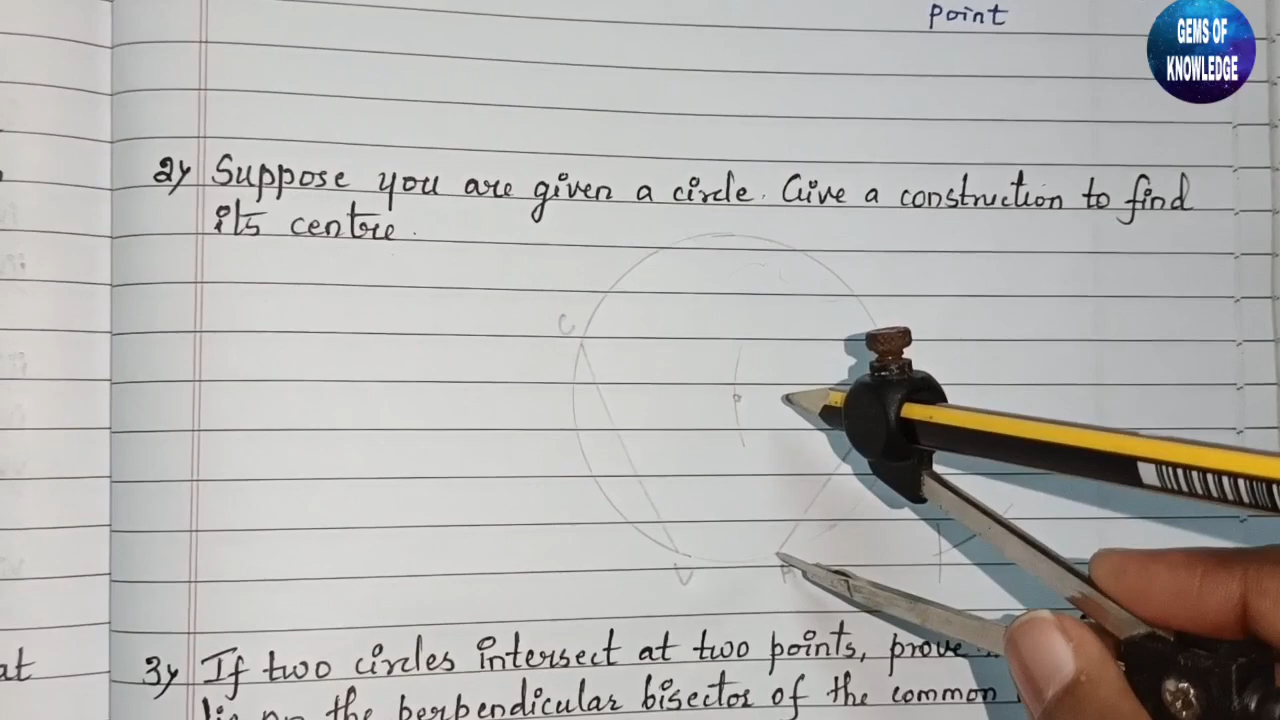 point
GEMS OF
KNOWLEDGE
2) Suppose you are given a circle. Give a construction to find
its centre.
C
at
3) If two circles intersect at two points, prove
the perpendicular bisector of the common